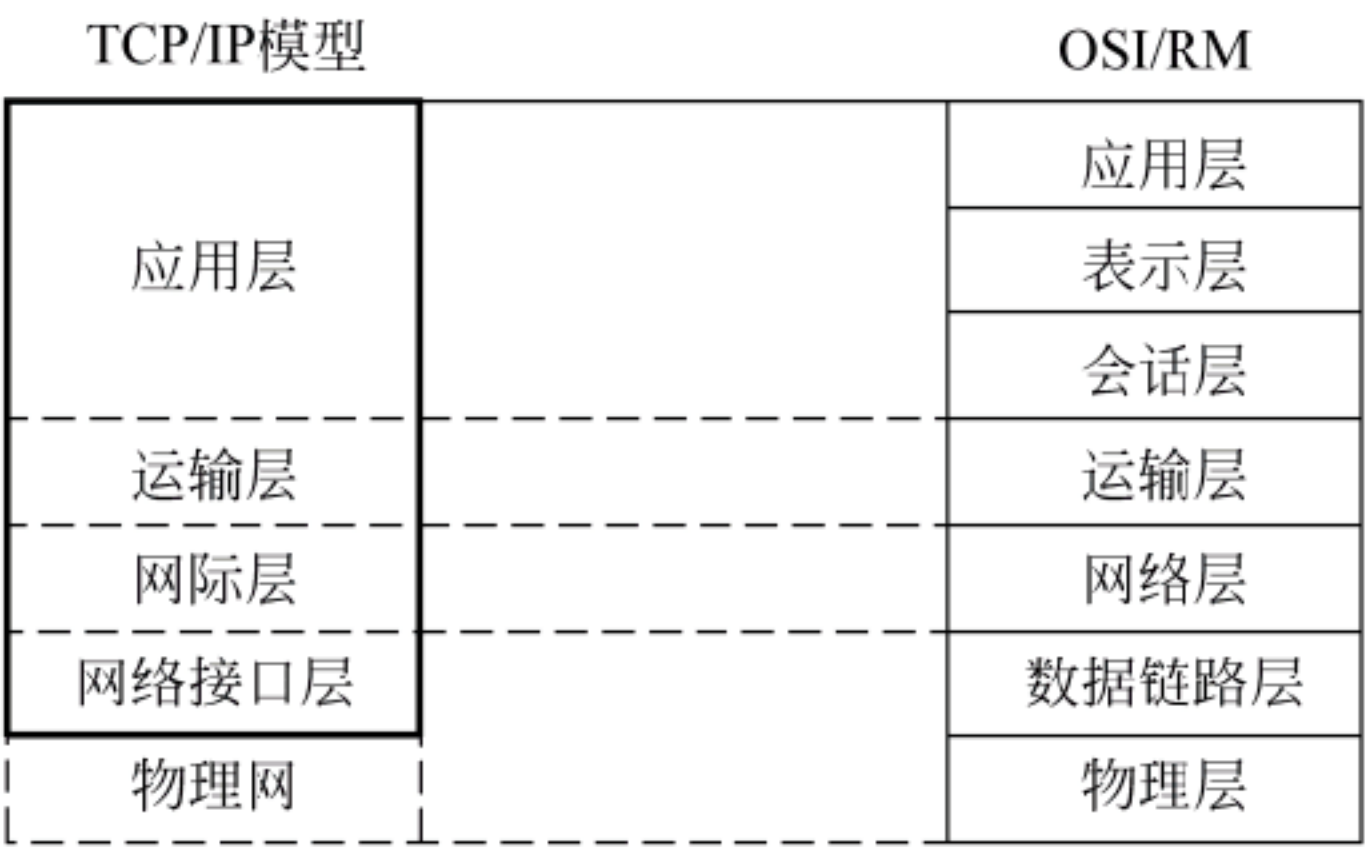 TCP/IP模型
OSI/RM
应用层
运输层
网际层
网络接口层
物理网
应用层
表示层
会话层
运输层
网络层
数据链路层
物理层